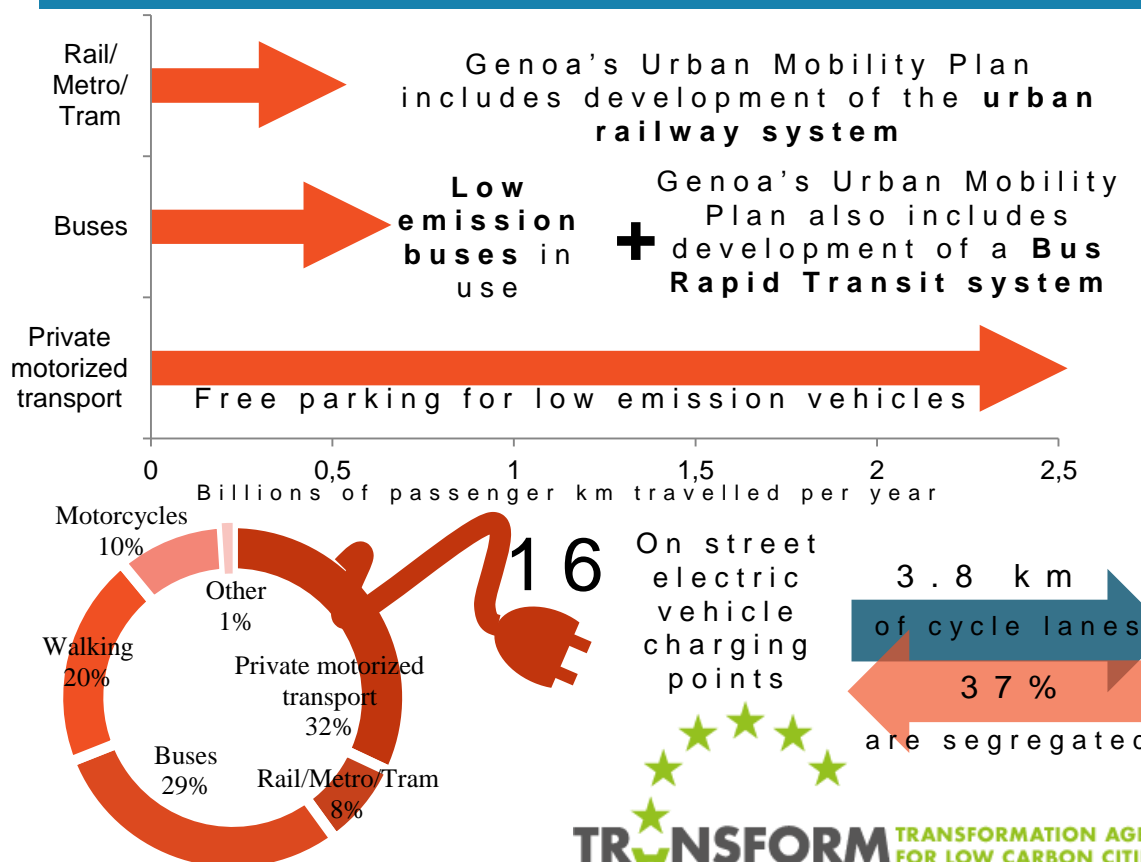 Rail/
Metro/
Tram
Genoa's Urban Mobility Plan
includes development of the urban
railway system
Buses
Low
emission
buses in
use
+
Genoa's Urban Mobility
Plan also includes
development of a Bus
Rapid Transit system
Private
motorized
transport
Free parking for low emission vehicles
0 0,5 1 1,5 2 2,5
Billions of passenger km travelled per year
Motorcycles
10%
Other
1%
Walking
20%
Private motorized
transport
32%
Buses
29%
Rail/Metro/Tram
8%
16
On street
electric
vehicle
charging
points
3.8 km
of cycle lanes
37%
are segregated
TRANSFORM
TRANSFORMATION
FOR LOW CARBON